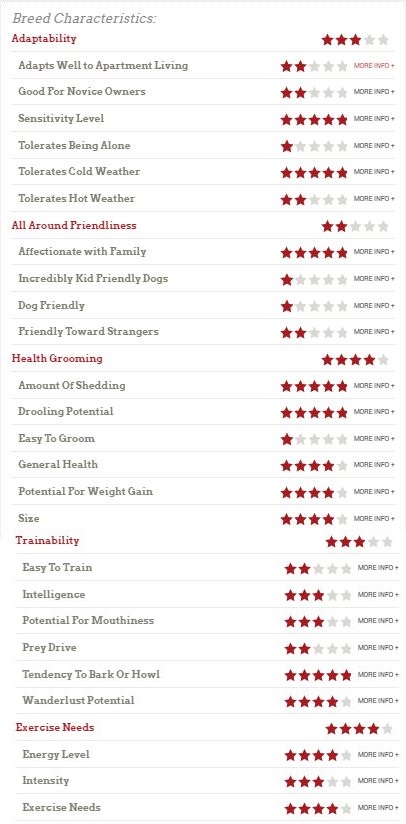 Breed Characteristics:
Adaptability
Adapts Well to Apartment Living MORE INFO +
Good For Novice Owners MORE INFO +
Sensitivity Level MORE INFO +
Tolerates Being Alone MORE INFO +
Tolerates Cold Weather MORE INFO +
Tolerates Hot Weather MORE INFO +
All Around Friendliness
Affectionate with Family MORE INFO +
Incredibly Kid Friendly Dogs MORE INFO +
Dog Friendly MORE INFO +
Friendly Toward Strangers MORE INFO +
Health Grooming
Amount Of Shedding MORE INFO +
Drooling Potential MORE INFO +
Easy To Groom MORE INFO +
General Health MORE INFO +
Potential For Weight Gain MORE INFO +
Size MORE INFO +
Trainability
Easy To Train MORE INFO +
Intelligence MORE INFO +
Potential For Mouthiness MORE INFO +
Prey Drive MORE INFO +
Tendency To Bark Or Howl MORE INFO +
Wanderlust Potential MORE INFO +
Exercise Needs
Energy Level MORE INFO +
Intensity MORE INFO +
Exercise Needs MORE INFO +